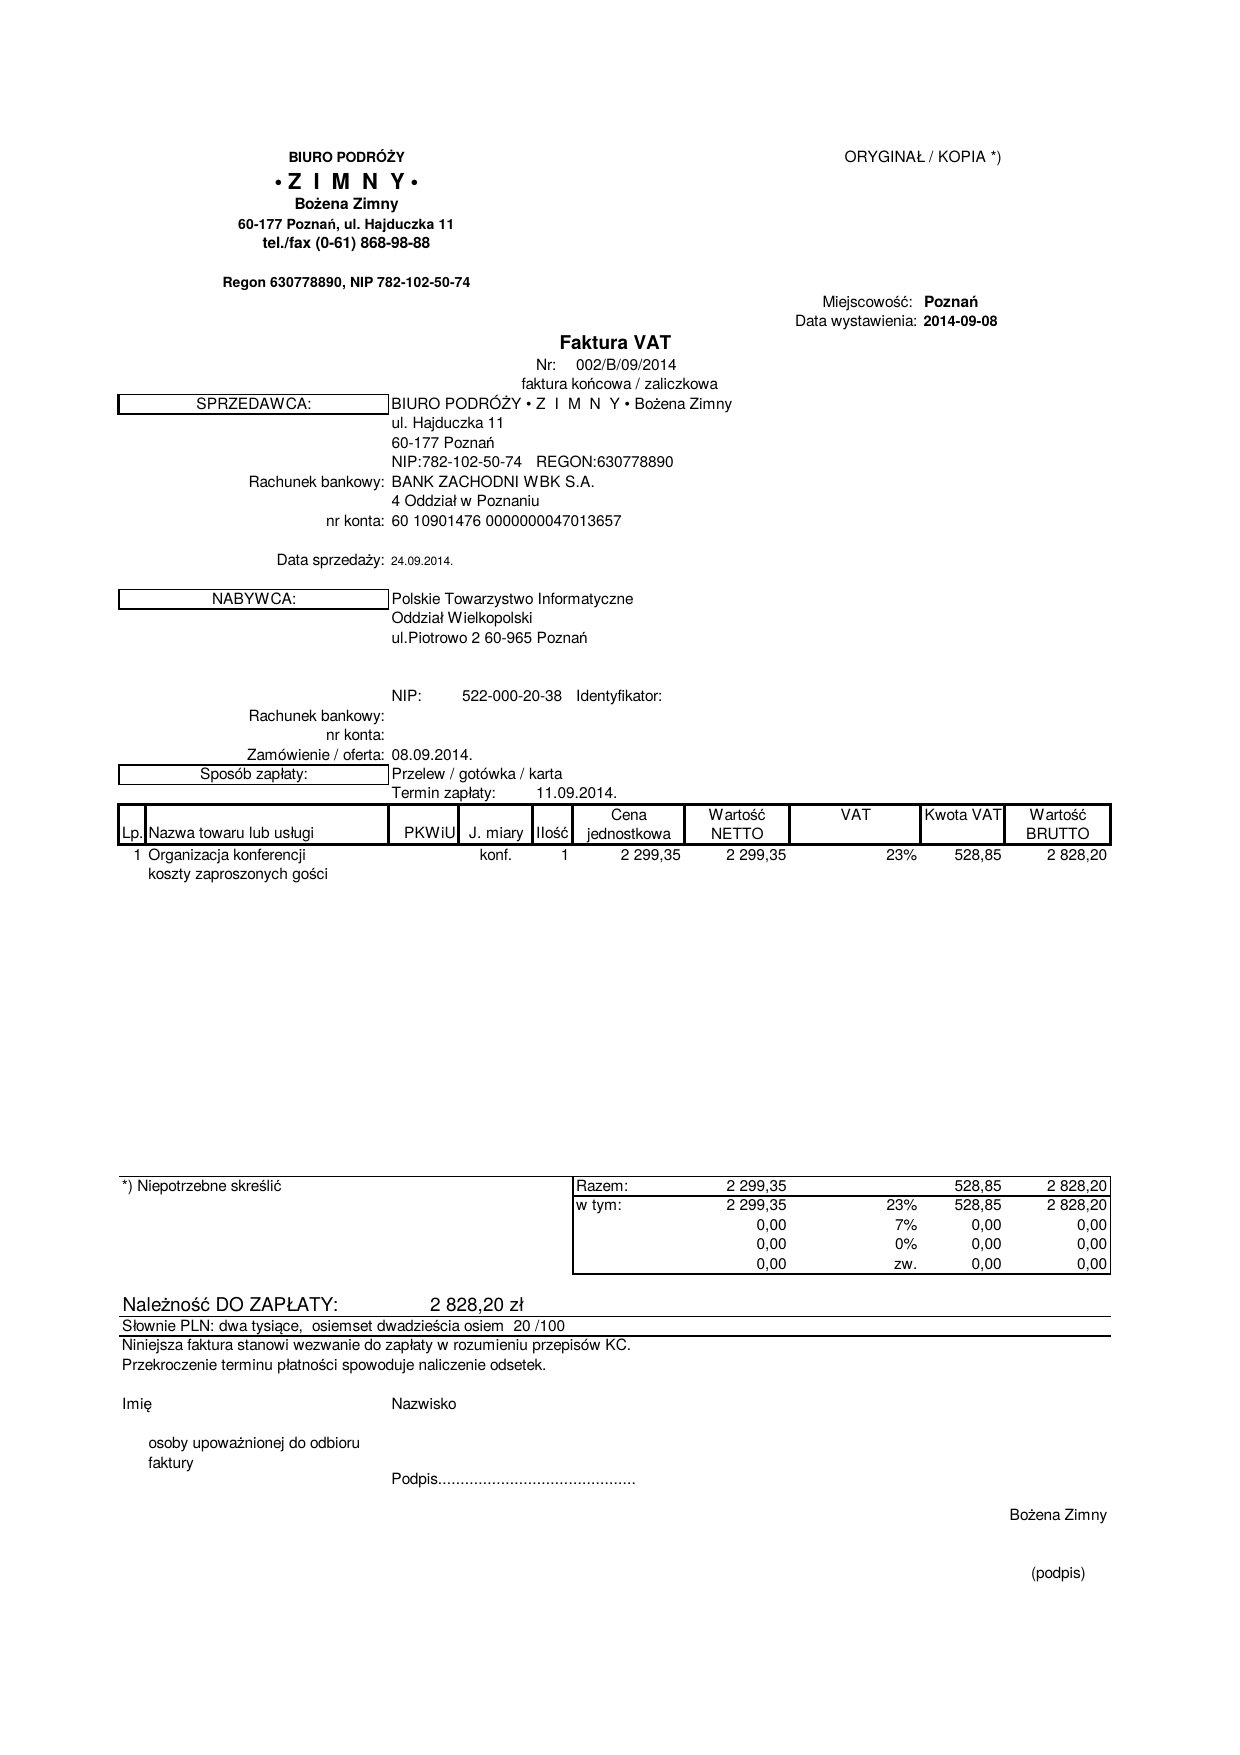 BIURO PODRÓŻY
ORYGINAŁ / KOPIA *)
• Z I M N Y •
Bożena Zimny
60-177 Poznań, ul. Hajduczka 11
tel./fax (0-61) 868-98-88
Regon 630778890, NIP 782-102-50-74
Miejscowość: Poznań
Data wystawienia: 2014-09-08
Faktura VAT
Nr: 002/B/09/2014
faktura końcowa / zaliczkowa
SPRZEDAWCA: BIURO PODRÓŻY • Z I M N Y • Bożena Zimny
ul. Hajduczka 11
60-177 Poznań
NIP:782-102-50-74 REGON:630778890
Rachunek bankowy: BANK ZACHODNI WBK S.A.
4 Oddział w Poznaniu
nr konta: 60 10901476 0000000047013657
Data sprzedaży: 24.09.2014.
NABYWCA: Polskie Towarzystwo Informatyczne
Oddział Wielkopolski
ul.Piotrowo 2 60-965 Poznań
NIP: 522-000-20-38 Identyfikator:
Rachunek bankowy:
nr konta:
Zamówienie / oferta: 08.09.2014.
Sposób zapłaty: Przelew / gotówka / karta
Termin zapłaty: 11.09.2014.
Cena Wartość VAT Kwota VAT Wartość
Lp. Nazwa towaru lub usługi PKWiU J. miary Ilość jednostkowa NETTO BRUTTO
1 Organizacja konferencji konf. 1 2 299,35 2 299,35 23% 528,85 2 828,20
koszty zaproszonych gości
*) Niepotrzebne skreślić Razem: 2 299,35 528,85 2 828,20
w tym: 2 299,35 23% 528,85 2 828,20
0,00 7% 0,00 0,00
0,00 0% 0,00 0,00
0,00 zw. 0,00 0,00
Należność DO ZAPŁATY: 2 828,20 zł
Słownie PLN: dwa tysiące, osiemset dwadzieścia osiem 20 /100
Niniejsza faktura stanowi wezwanie do zapłaty w rozumieniu przepisów KC.
Przekroczenie terminu płatności spowoduje naliczenie odsetek.
Imię Nazwisko
osoby upoważnionej do odbioru
faktury
Podpis...........................................
Bożena Zimny
(podpis)